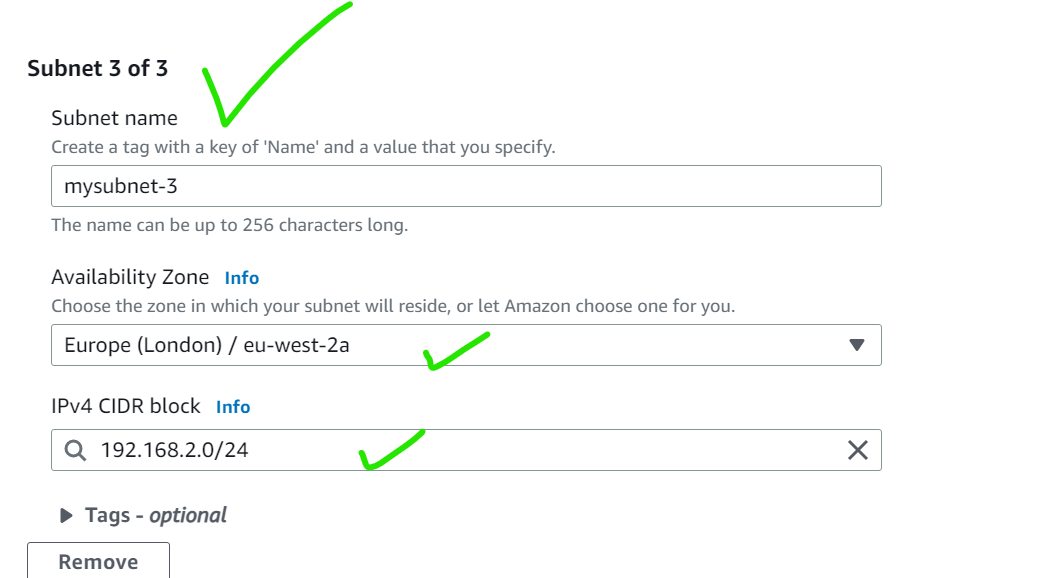 Subnet 3 of 3
Subnet name
Create a tag with a key of 'Name' and a value that you specify.
mysubnet-3
The name can be up to 256 characters long.
Availability Zone Info
Choose the zone in which your subnet will reside, or let Amazon choose one for you.
Europe (London) / eu-west-2a
IPv4 CIDR block Info
192.168.2.0/24
Tags - optional
Remove